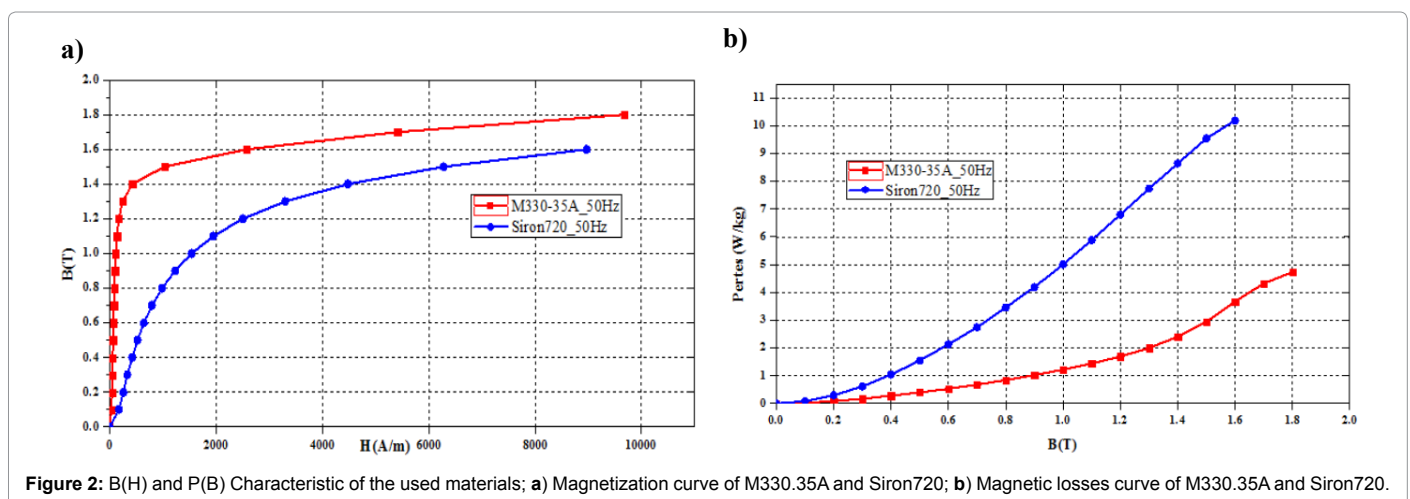 a)
B(T)
2.0
1.8
1.6
1.4
1.2
1.0
0.8
0.6
0.4
0.2
0.0
M330-35A_50Hz
Siron720_50Hz
0 2000 4000 6000 8000 10000
H(A/m)
b)
Pertes (W/kg)
11
10
9
8
7
6
5
4
3
2
1
0
M330-35A_50Hz
Siron720_50Hz
0.0 0.2 0.4 0.6 0.8 1.0 1.2 1.4 1.6 1.8 2.0
B(T)
Figure 2: B(H) and P(B) Characteristic of the used materials; a) Magnetization curve of M330.35A and Siron720; b) Magnetic losses curve of M330.35A and Siron720.